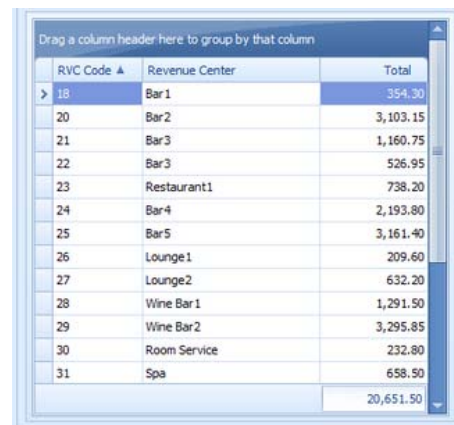 Drag a column header here to group by that column
RVC Code ▲ Revenue Center Total
18 Bar1 354.30
20 Bar2 3,103.15
21 Bar3 1,160.75
22 Bar3 526.95
23 Restaurant1 738.20
24 Bar4 2,193.80
25 Bar5 3,161.40
26 Lounge1 209.60
27 Lounge2 632.20
28 Wine Bar1 1,291.50
29 Wine Bar2 3,295.85
30 Room Service 232.80
31 Spa 658.50
20,651.50